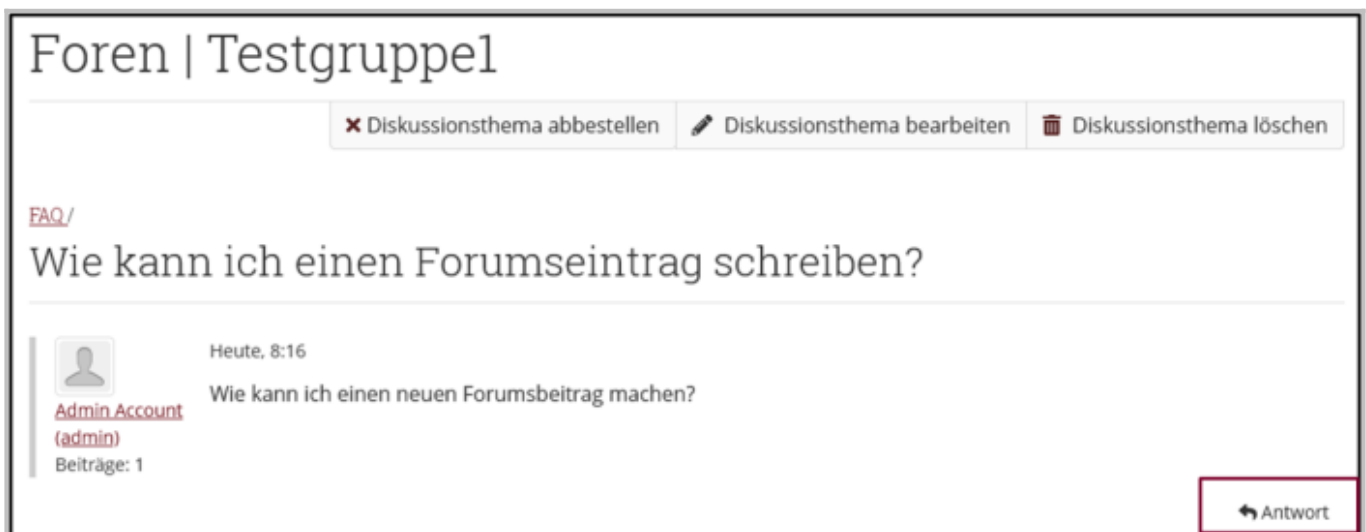 Foren | Testgruppe1
Diskussionsthema abbestellen Diskussionsthema bearbeiten Diskussionsthema löschen
FAQ /
Wie kann ich einen Forumseintrag schreiben?
Heute, 8:16
Wie kann ich einen neuen Forumsbeitrag machen?
Admin Account
(admin)
Beiträge: 1
Antwort